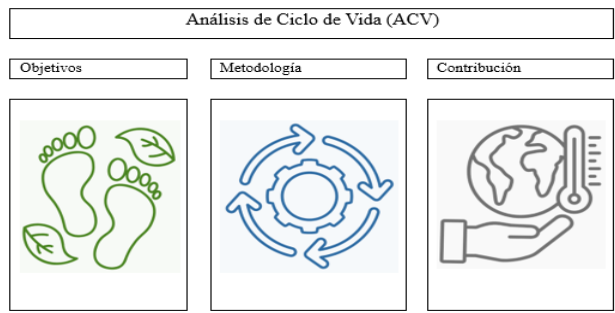 Análisis de Ciclo de Vida (ACV)
Objetivos
Metodología
Contribución